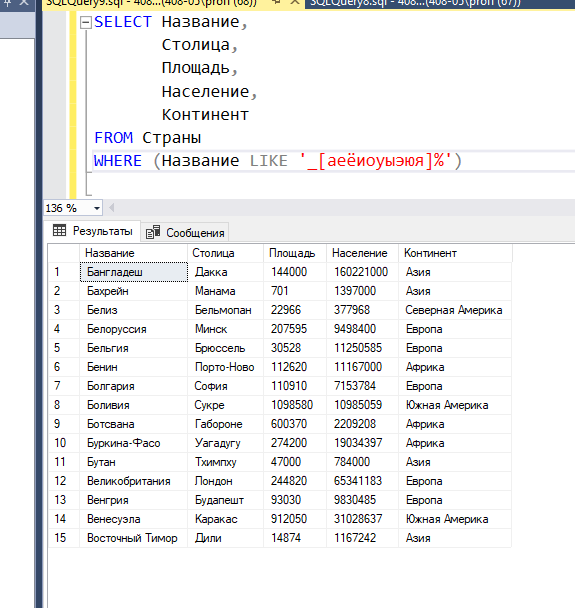 SQLQuery9.sql - 408...(408-05\profi (68))
SQLQuery8.sql - 408...(408-05\profi (67))
SELECT Название,
Столица,
Площадь,
Население,
Континент
FROM Страны
WHERE (Название LIKE '_[аеёиоуыэюя]%')
136 %
Результаты Сообщения
Название Столица Площадь Население Континент
1 Бангладеш Дакка 144000 160221000 Азия
2 Бахрейн Манама 701 1397000 Азия
3 Белиз Бельмопан 22966 377968 Северная Америка
4 Белоруссия Минск 207595 9498400 Европа
5 Бельгия Брюссель 30528 11250585 Европа
6 Бенин Порто-Ново 112620 11167000 Африка
7 Болгария София 110910 7153784 Европа
8 Боливия Сукре 1098580 10985059 Южная Америка
9 Ботсвана Габороне 600370 2209208 Африка
10 Буркина-Фасо Уагадугу 274200 19034397 Африка
11 Бутан Тхимпху 47000 784000 Азия
12 Великобритания Лондон 244820 65341183 Европа
13 Венгрия Будапешт 93030 9830485 Европа
14 Венесуэла Каракас 912050 31028637 Южная Америка
15 Восточный Тимор Дили 14874 1167242 Азия